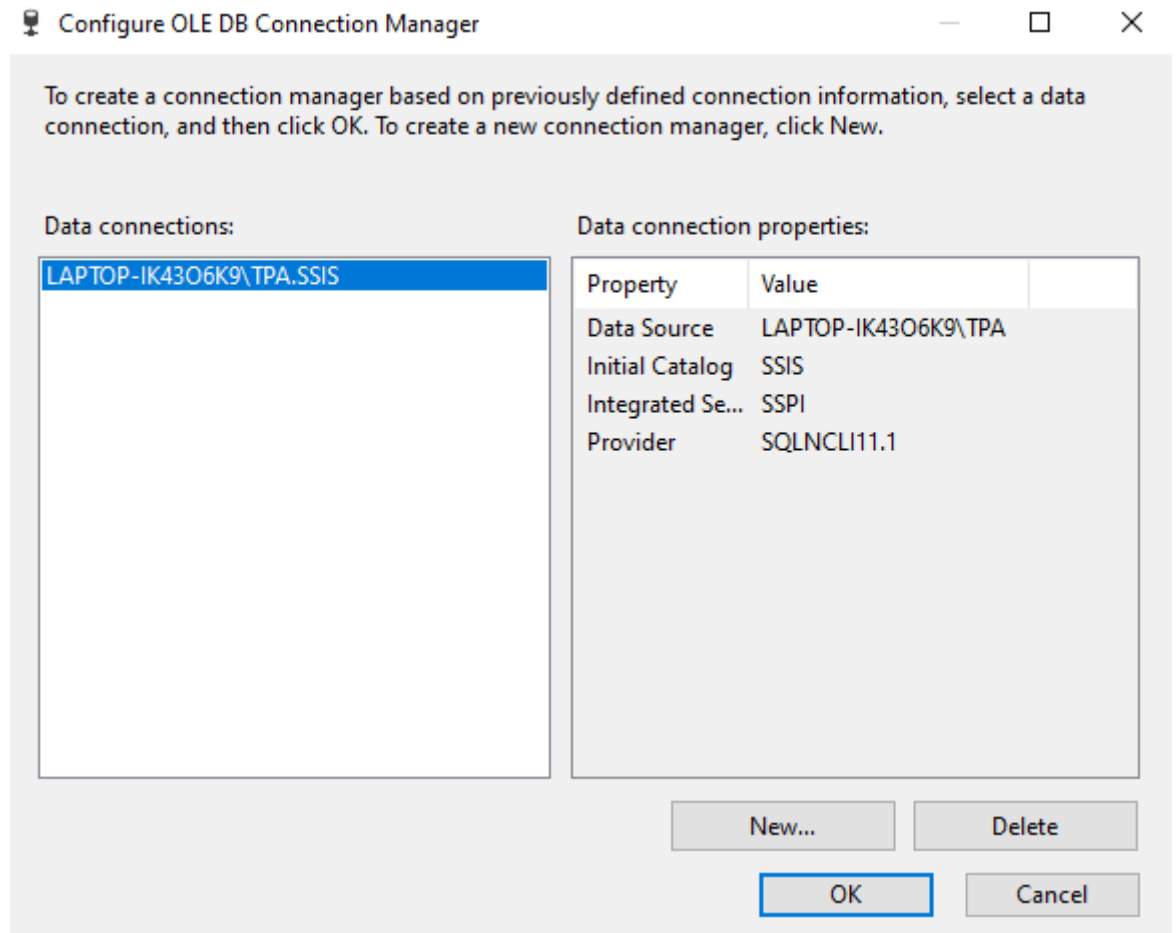 Configure OLE DB Connection Manager
To create a connection manager based on previously defined connection information, select a data
connection, and then click OK. To create a new connection manager, click New.
Data connections:
LAPTOP-IK43O6K9\TPA.SSIS
Data connection properties:
Property Value
Data Source LAPTOP-IK43O6K9\TPA
Initial Catalog SSIS
Integrated Se... SSPI
Provider SQLNCLI11.1
New... Delete
OK Cancel